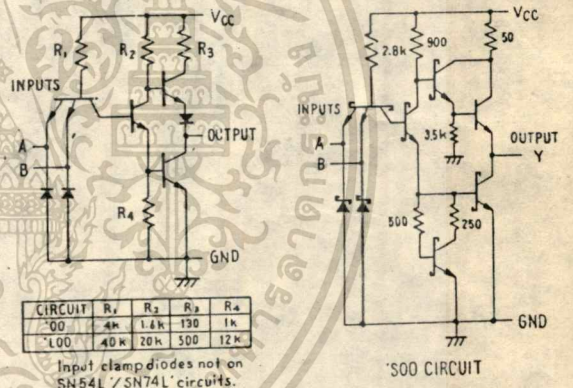 VCC
R1
R2
R3
INPUTS
A
B
OUTPUT
R4
GND
CIRCUIT R1 R2 R3 R4
'00 4k 1.6k 130 1k
'L00 40k 20k 500 12k
Input clamp diodes not on
SN54L'/SN74L' circuits.
VCC
2.8k
900
50
INPUTS
A
B
3.5k
OUTPUT
Y
500
250
GND
'S00 CIRCUIT